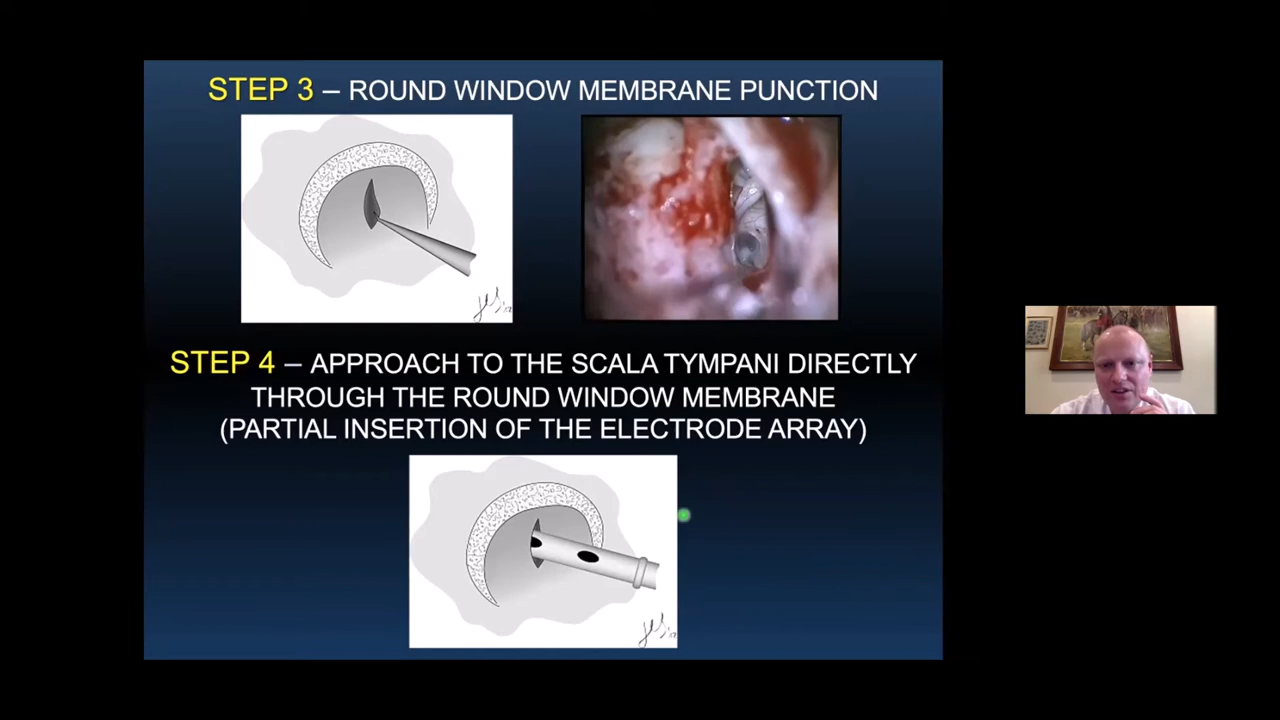 STEP 3 – ROUND WINDOW MEMBRANE PUNCTION
STEP 4 – APPROACH TO THE SCALA TYMPANI DIRECTLY
THROUGH THE ROUND WINDOW MEMBRANE
(PARTIAL INSERTION OF THE ELECTRODE ARRAY)